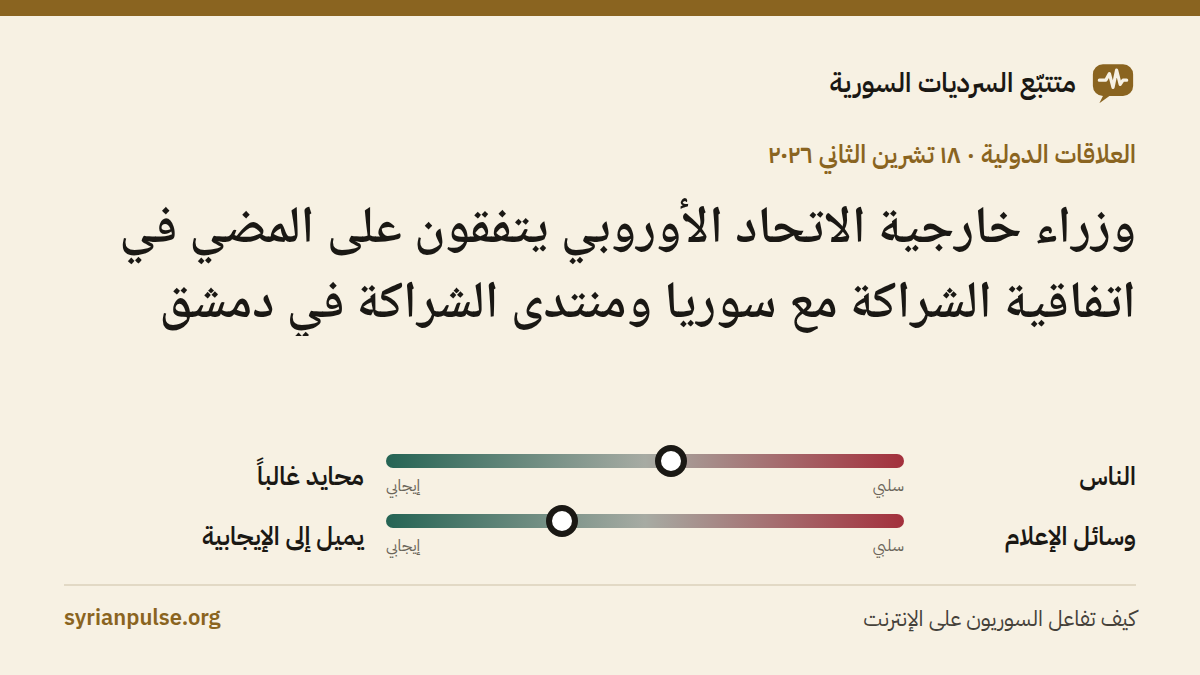 متتبّع السرديات السورية
العلاقات الدولية · ١٨ تشرين الثاني ٢٠٢٦
وزراء خارجية الاتحاد الأوروبي يتفقون على المضي في
اتفاقية الشراكة مع سوريا ومنتدى الشراكة في دمشق
الناس
سلبي
إيجابي
محايد غالباً
وسائل الإعلام
سلبي
إيجابي
يميل إلى الإيجابية
كيف تفاعل السوريون على الإنترنت
syrianpulse.org